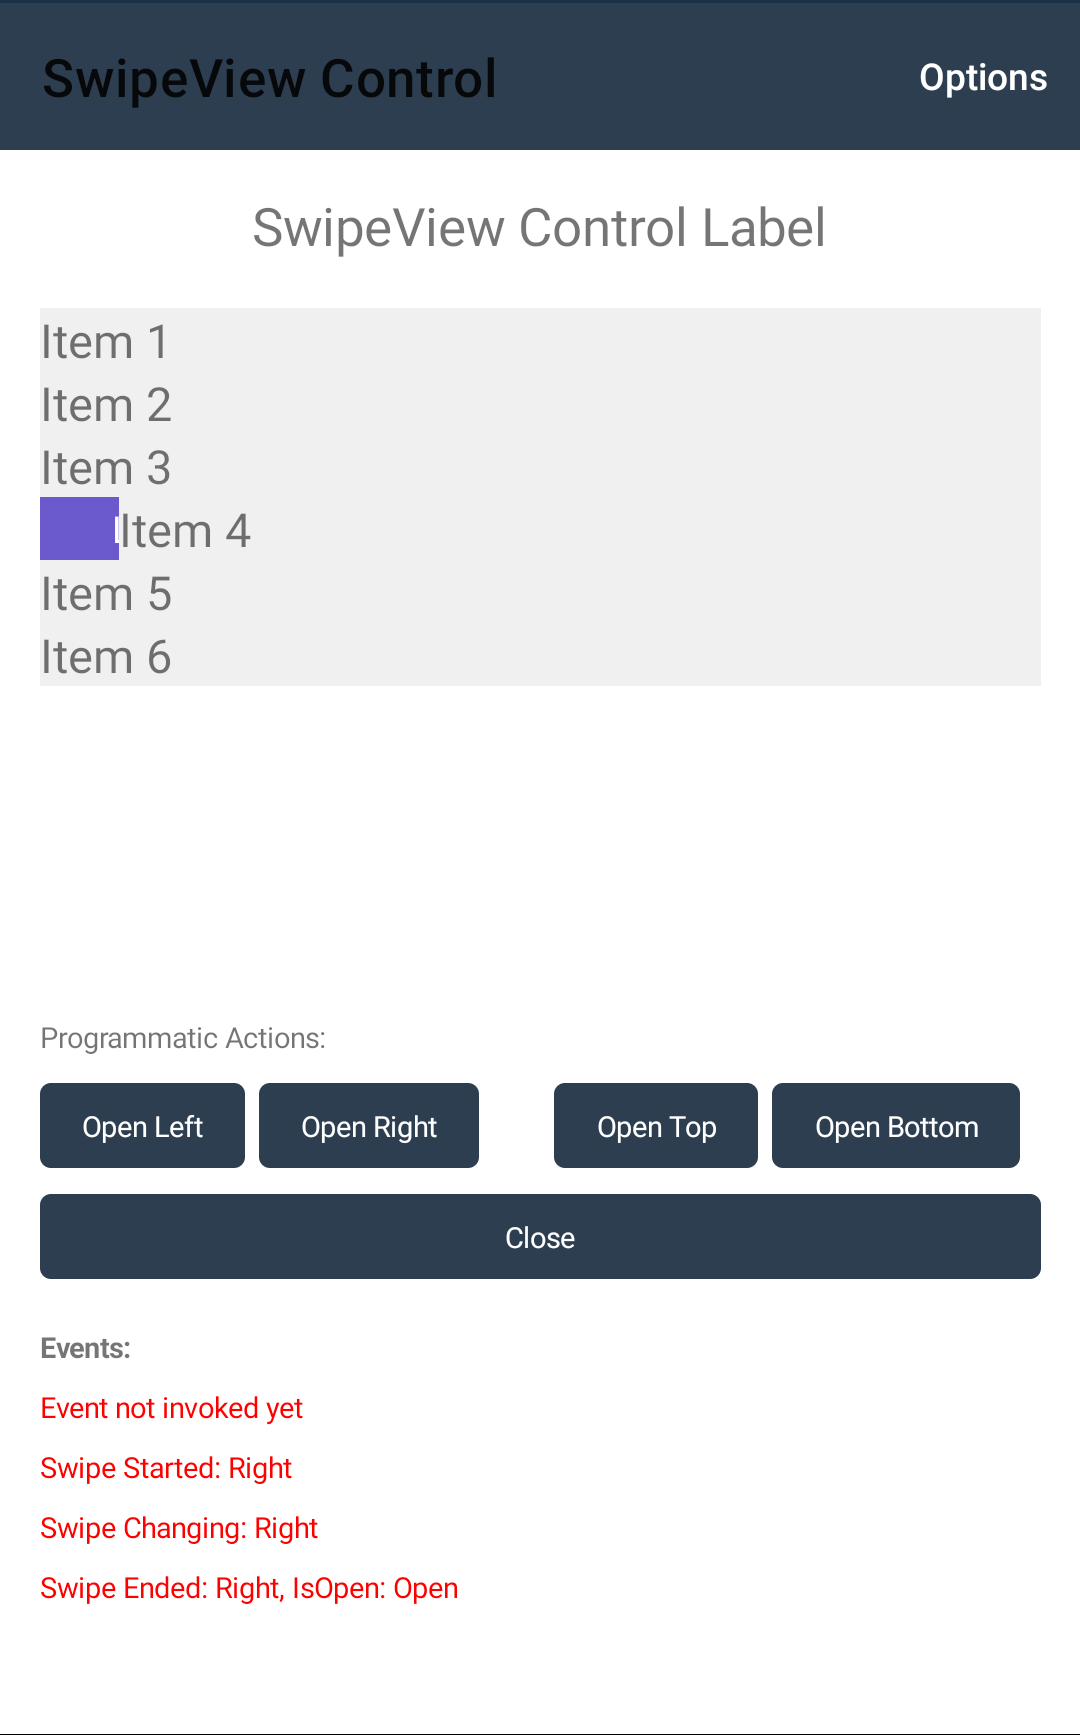 SwipeView Control
Options
SwipeView Control Label
Item 1
Item 2
Item 3
Item 4
Item 5
Item 6
Programmatic Actions:
Open Left
Open Right
Open Top
Open Bottom
Close
Events:
Event not invoked yet
Swipe Started: Right
Swipe Changing: Right
Swipe Ended: Right, IsOpen: Open